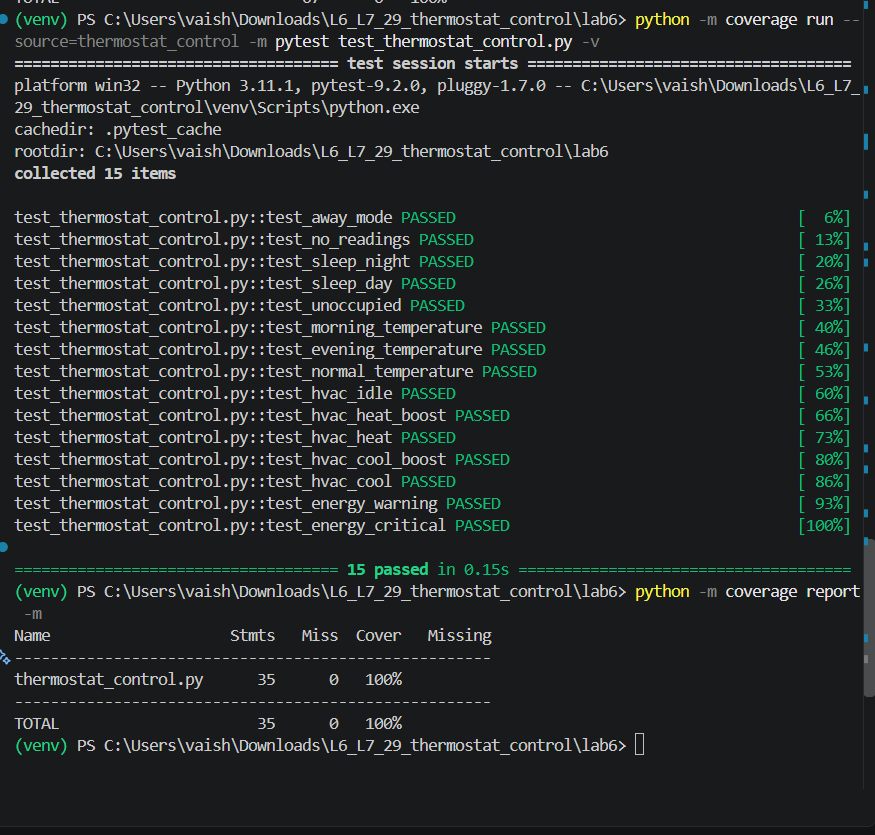 TOTAL 67 0 100%
(venv) PS C:\Users\vaish\Downloads\L6_L7_29_thermostat_control\lab6> python -m coverage run --
source=thermostat_control -m pytest test_thermostat_control.py -v
==================================== test session starts ====================================
platform win32 -- Python 3.11.1, pytest-9.2.0, pluggy-1.7.0 -- C:\Users\vaish\Downloads\L6_L7_
29_thermostat_control\venv\Scripts\python.exe
cachedir: .pytest_cache
rootdir: C:\Users\vaish\Downloads\L6_L7_29_thermostat_control\lab6
collected 15 items
test_thermostat_control.py::test_away_mode PASSED [  6%]
test_thermostat_control.py::test_no_readings PASSED [ 13%]
test_thermostat_control.py::test_sleep_night PASSED [ 20%]
test_thermostat_control.py::test_sleep_day PASSED [ 26%]
test_thermostat_control.py::test_unoccupied PASSED [ 33%]
test_thermostat_control.py::test_morning_temperature PASSED [ 40%]
test_thermostat_control.py::test_evening_temperature PASSED [ 46%]
test_thermostat_control.py::test_normal_temperature PASSED [ 53%]
test_thermostat_control.py::test_hvac_idle PASSED [ 60%]
test_thermostat_control.py::test_hvac_heat_boost PASSED [ 66%]
test_thermostat_control.py::test_hvac_heat PASSED [ 73%]
test_thermostat_control.py::test_hvac_cool_boost PASSED [ 80%]
test_thermostat_control.py::test_hvac_cool PASSED [ 86%]
test_thermostat_control.py::test_energy_warning PASSED [ 93%]
test_thermostat_control.py::test_energy_critical PASSED [100%]
==================================== 15 passed in 0.15s =====================================
(venv) PS C:\Users\vaish\Downloads\L6_L7_29_thermostat_control\lab6> python -m coverage report
-m
Name Stmts Miss Cover Missing
-----------------------------------------------------
thermostat_control.py 35 0 100%
-----------------------------------------------------
TOTAL 35 0 100%
(venv) PS C:\Users\vaish\Downloads\L6_L7_29_thermostat_control\lab6>